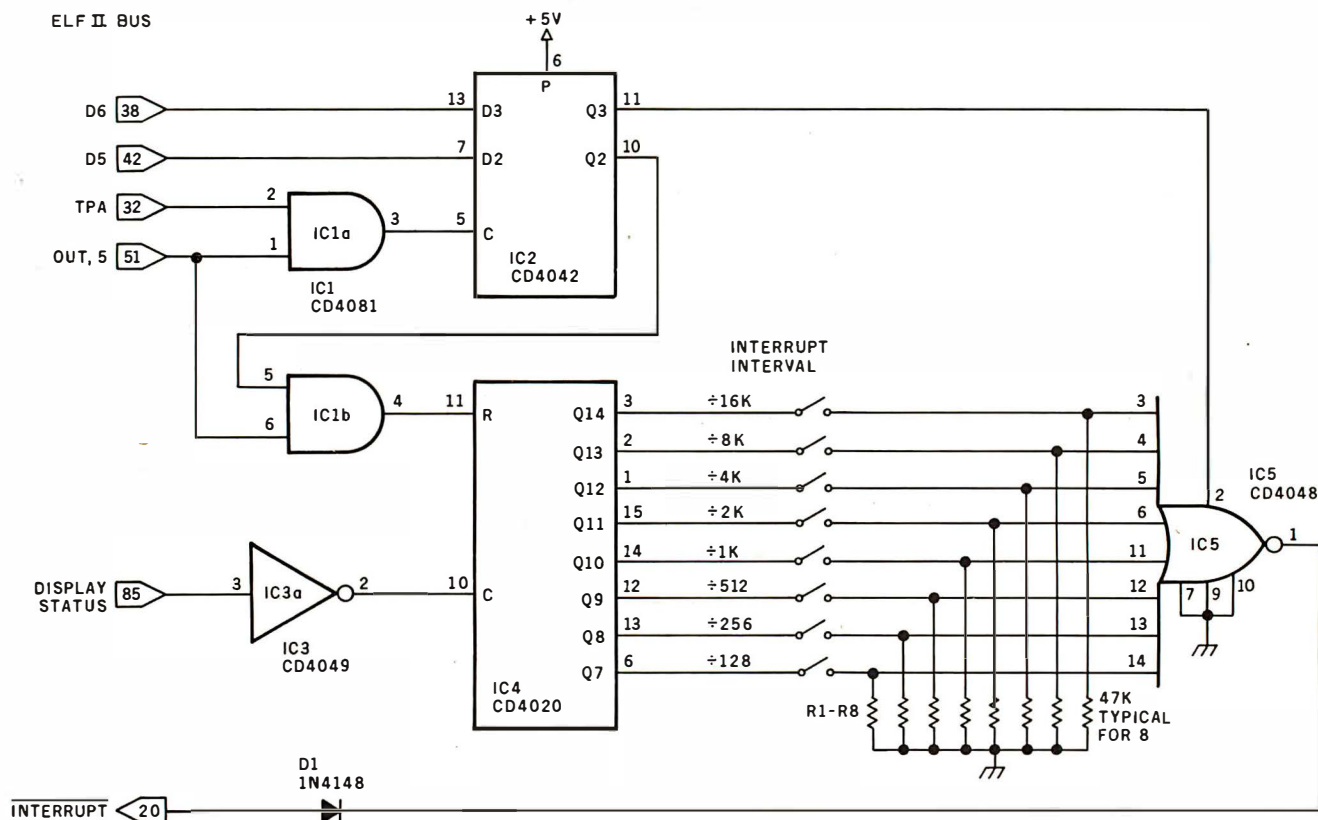 ELF II BUS
+5V
6
P
D6 38
13
D3
Q3
11
D5 42
7
D2
Q2
10
TPA 32
2
IC1a
3
5
C
OUT, 5 51
1
IC2
CD4042
IC1
CD4081
INTERRUPT
INTERVAL
5
IC1b
4
11
R
6
Q14
3
÷16K
3
Q13
2
÷8K
4
Q12
1
÷4K
5
Q11
15
÷2K
6
Q10
14
÷1K
11
Q9
12
÷512
12
Q8
13
÷256
13
Q7
6
÷128
14
2
IC5
CD4048
IC5
1
7
9
10
DISPLAY
STATUS
85
3
IC3a
2
10
C
IC3
CD4049
IC4
CD4020
R1-R8
47K
TYPICAL
FOR 8
D1
1N4148
INTERRUPT 20